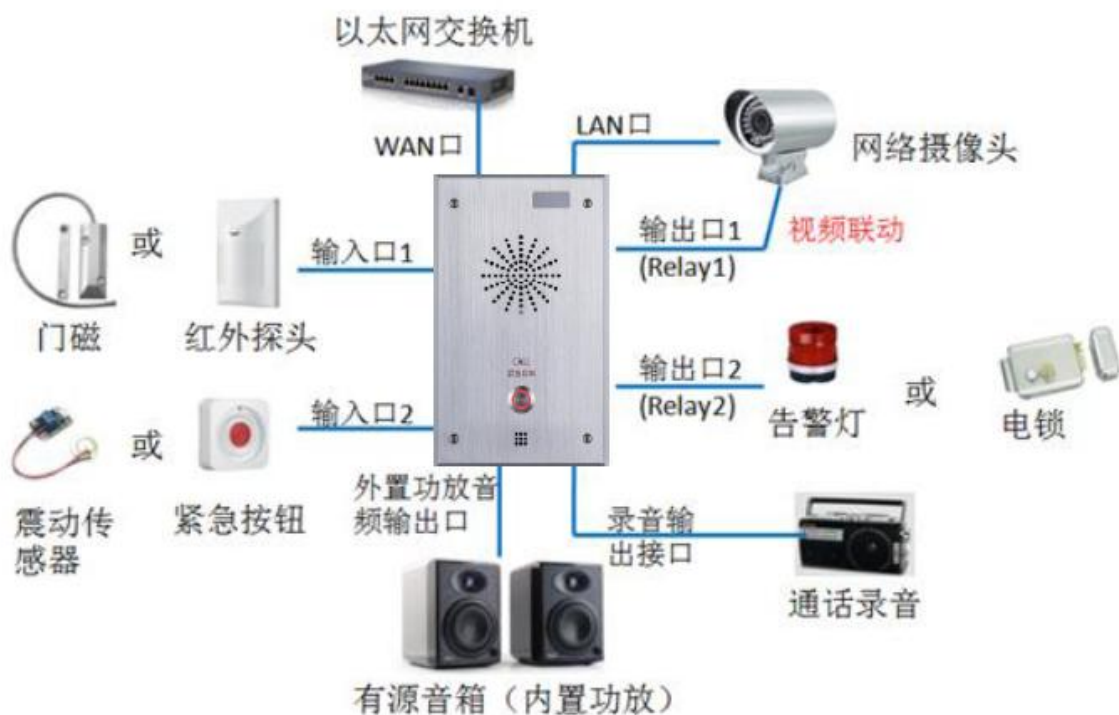 以太网交换机
WAN口
LAN口
网络摄像头
或
输入口1
输出口1
(Relay1)
视频联动
门磁
红外探头
CALL
输出口2
(Relay2)
或
告警灯
电锁
或
输入口2
震动传
感器
紧急按钮
外置功放音
频输出口
录音输
出接口
通话录音
有源音箱（内置功放）